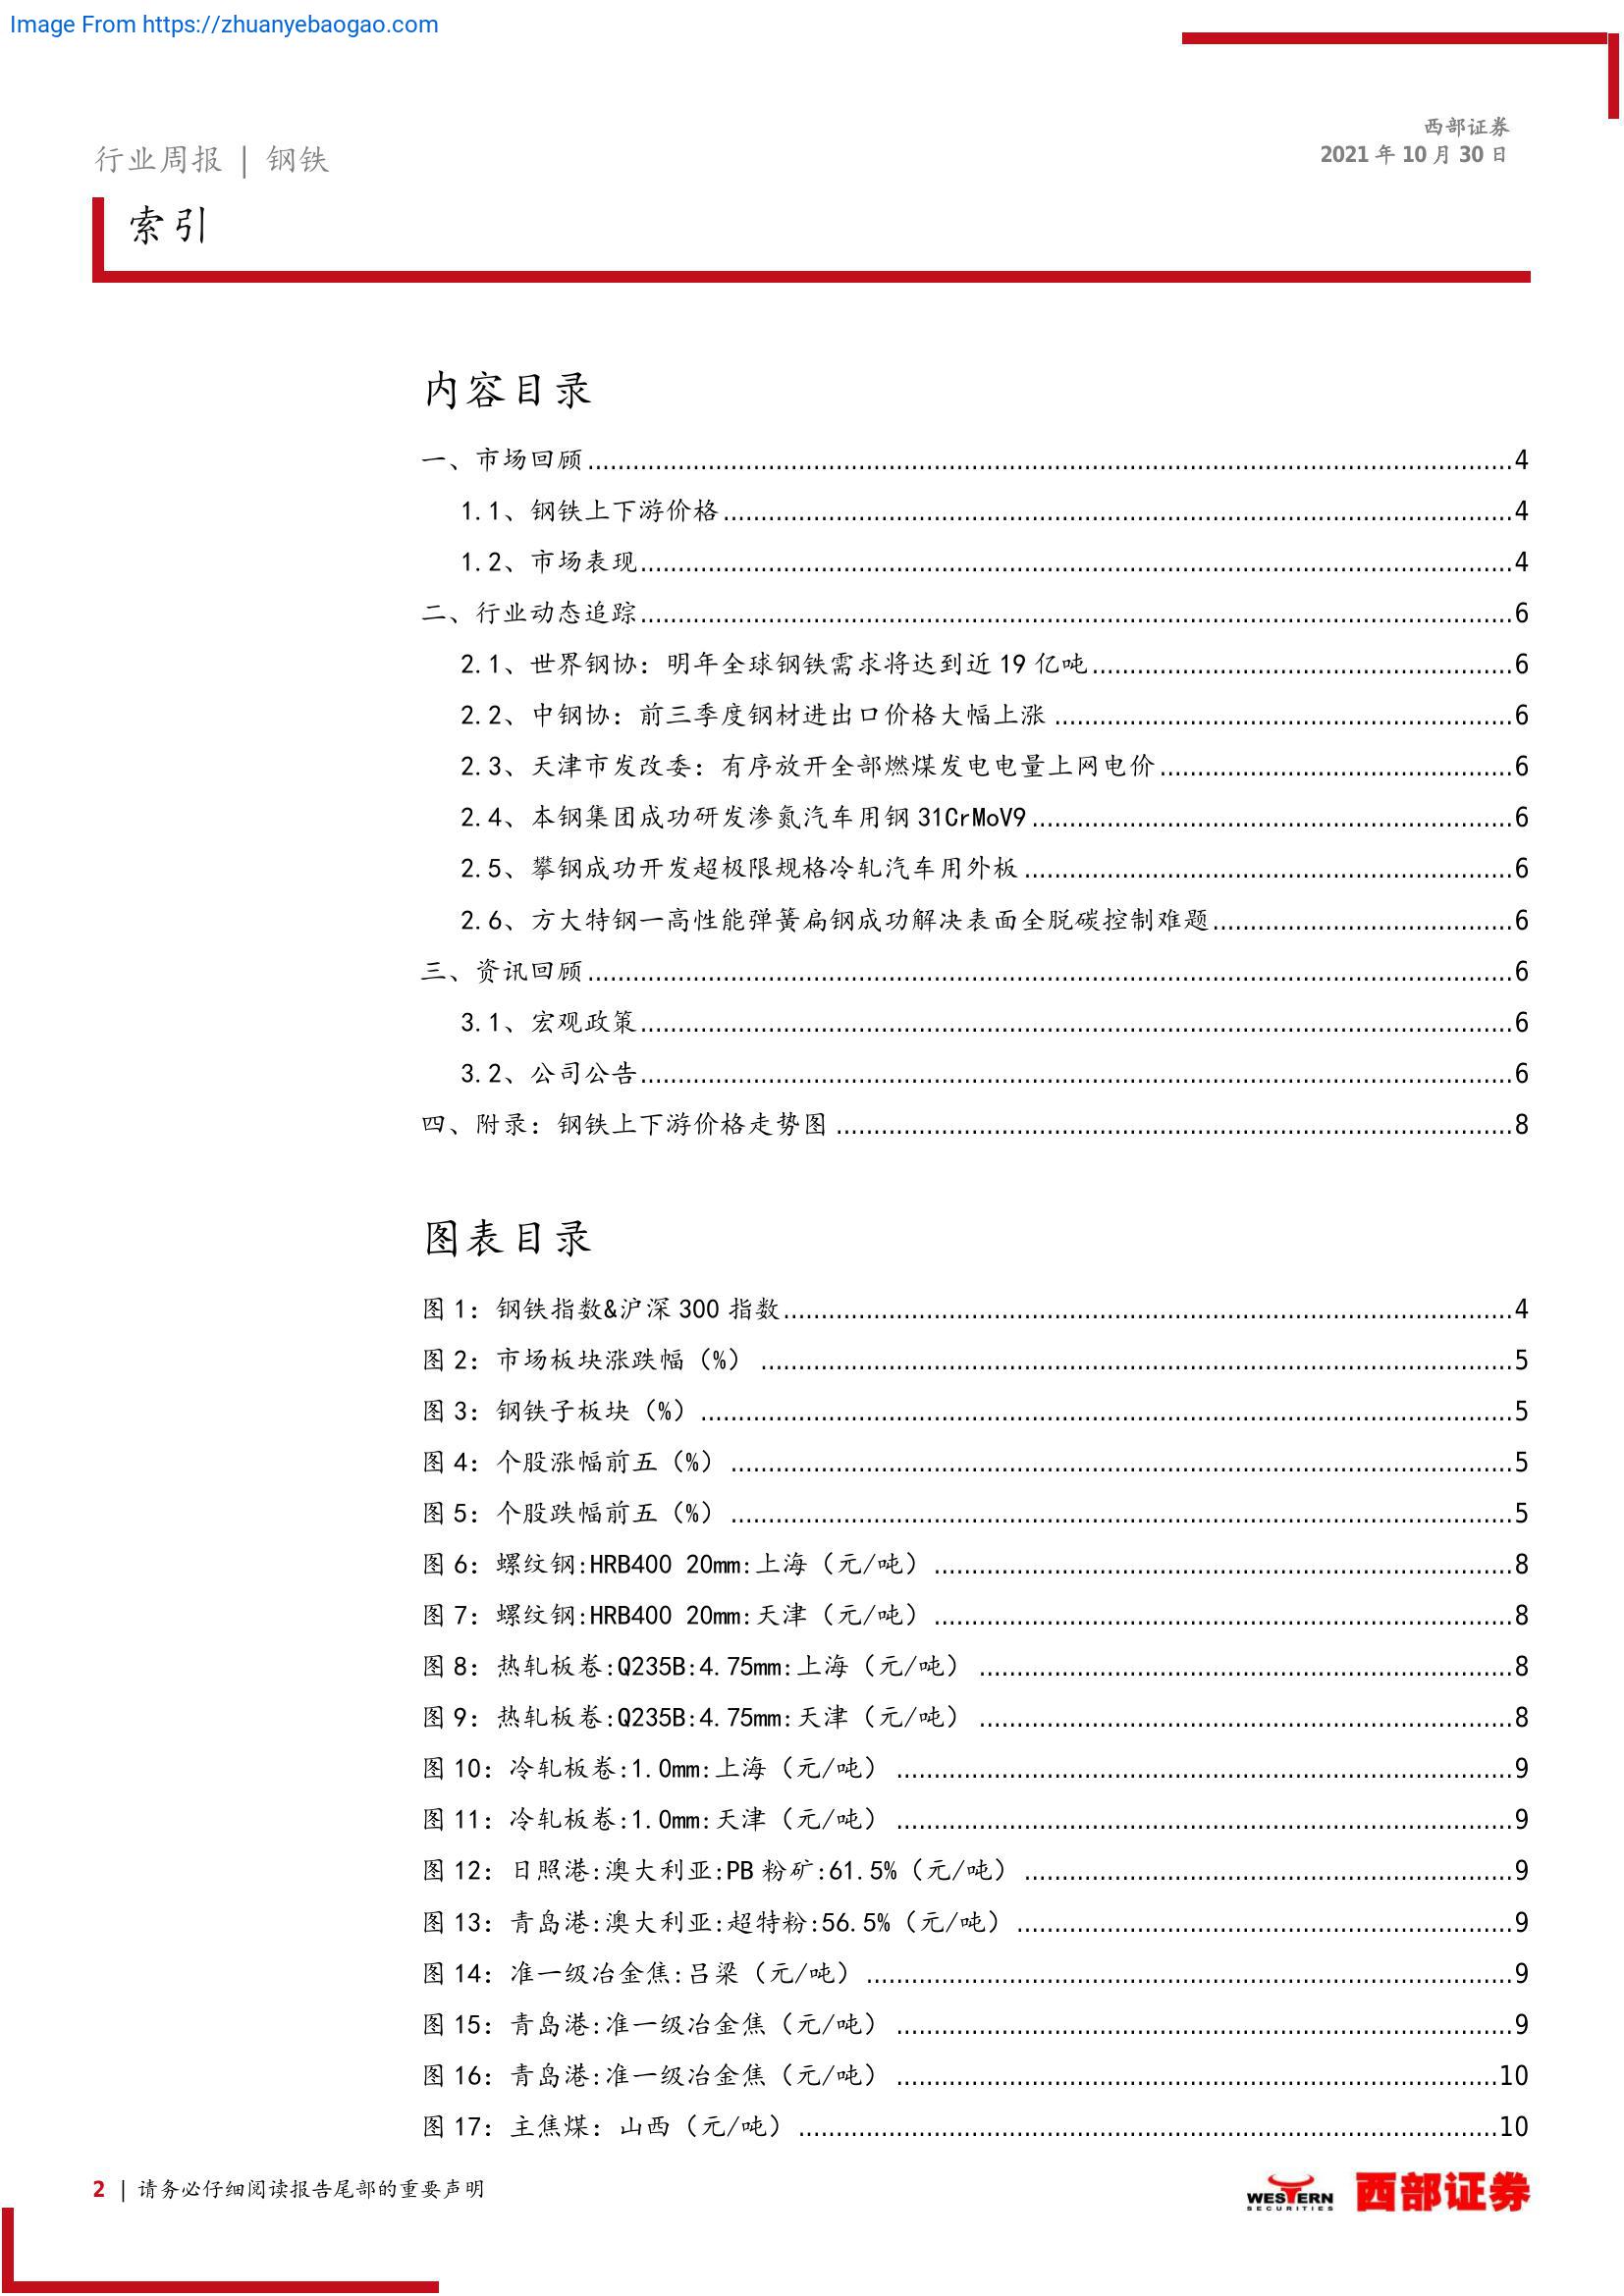 Image From https://zhuanyebaogao.com
西部证券
2021 年 10 月 30 日
行业周报 | 钢铁
索引
内容目录
一、市场回顾....................4
1.1、钢铁上下游价格....................4
1.2、市场表现....................4
二、行业动态追踪....................6
2.1、世界钢协：明年全球钢铁需求将达到近 19 亿吨....................6
2.2、中钢协：前三季度钢材进出口价格大幅上涨....................6
2.3、天津市发改委：有序放开全部燃煤发电电量上网电价....................6
2.4、本钢集团成功研发渗氮汽车用钢 31CrMoV9....................6
2.5、攀钢成功开发超极限规格冷轧汽车用外板....................6
2.6、方大特钢一高性能弹簧扁钢成功解决表面全脱碳控制难题....................6
三、资讯回顾....................6
3.1、宏观政策....................6
3.2、公司公告....................6
四、附录：钢铁上下游价格走势图....................8
图表目录
图 1：钢铁指数&沪深 300 指数....................4
图 2：市场板块涨跌幅（%）....................5
图 3：钢铁子板块（%）....................5
图 4：个股涨幅前五（%）....................5
图 5：个股跌幅前五（%）....................5
图 6：螺纹钢:HRB400 20mm:上海（元/吨）....................8
图 7：螺纹钢:HRB400 20mm:天津（元/吨）....................8
图 8：热轧板卷:Q235B:4.75mm:上海（元/吨）....................8
图 9：热轧板卷:Q235B:4.75mm:天津（元/吨）....................8
图 10：冷轧板卷:1.0mm:上海（元/吨）....................9
图 11：冷轧板卷:1.0mm:天津（元/吨）....................9
图 12：日照港:澳大利亚:PB 粉矿:61.5%（元/吨）....................9
图 13：青岛港:澳大利亚:超特粉:56.5%（元/吨）....................9
图 14：准一级冶金焦:吕梁（元/吨）....................9
图 15：青岛港:准一级冶金焦（元/吨）....................9
图 16：青岛港:准一级冶金焦（元/吨）....................10
图 17：主焦煤：山西（元/吨）....................10
2 | 请务必仔细阅读报告尾部的重要声明
WESTERN
SECURITIES
西部证券